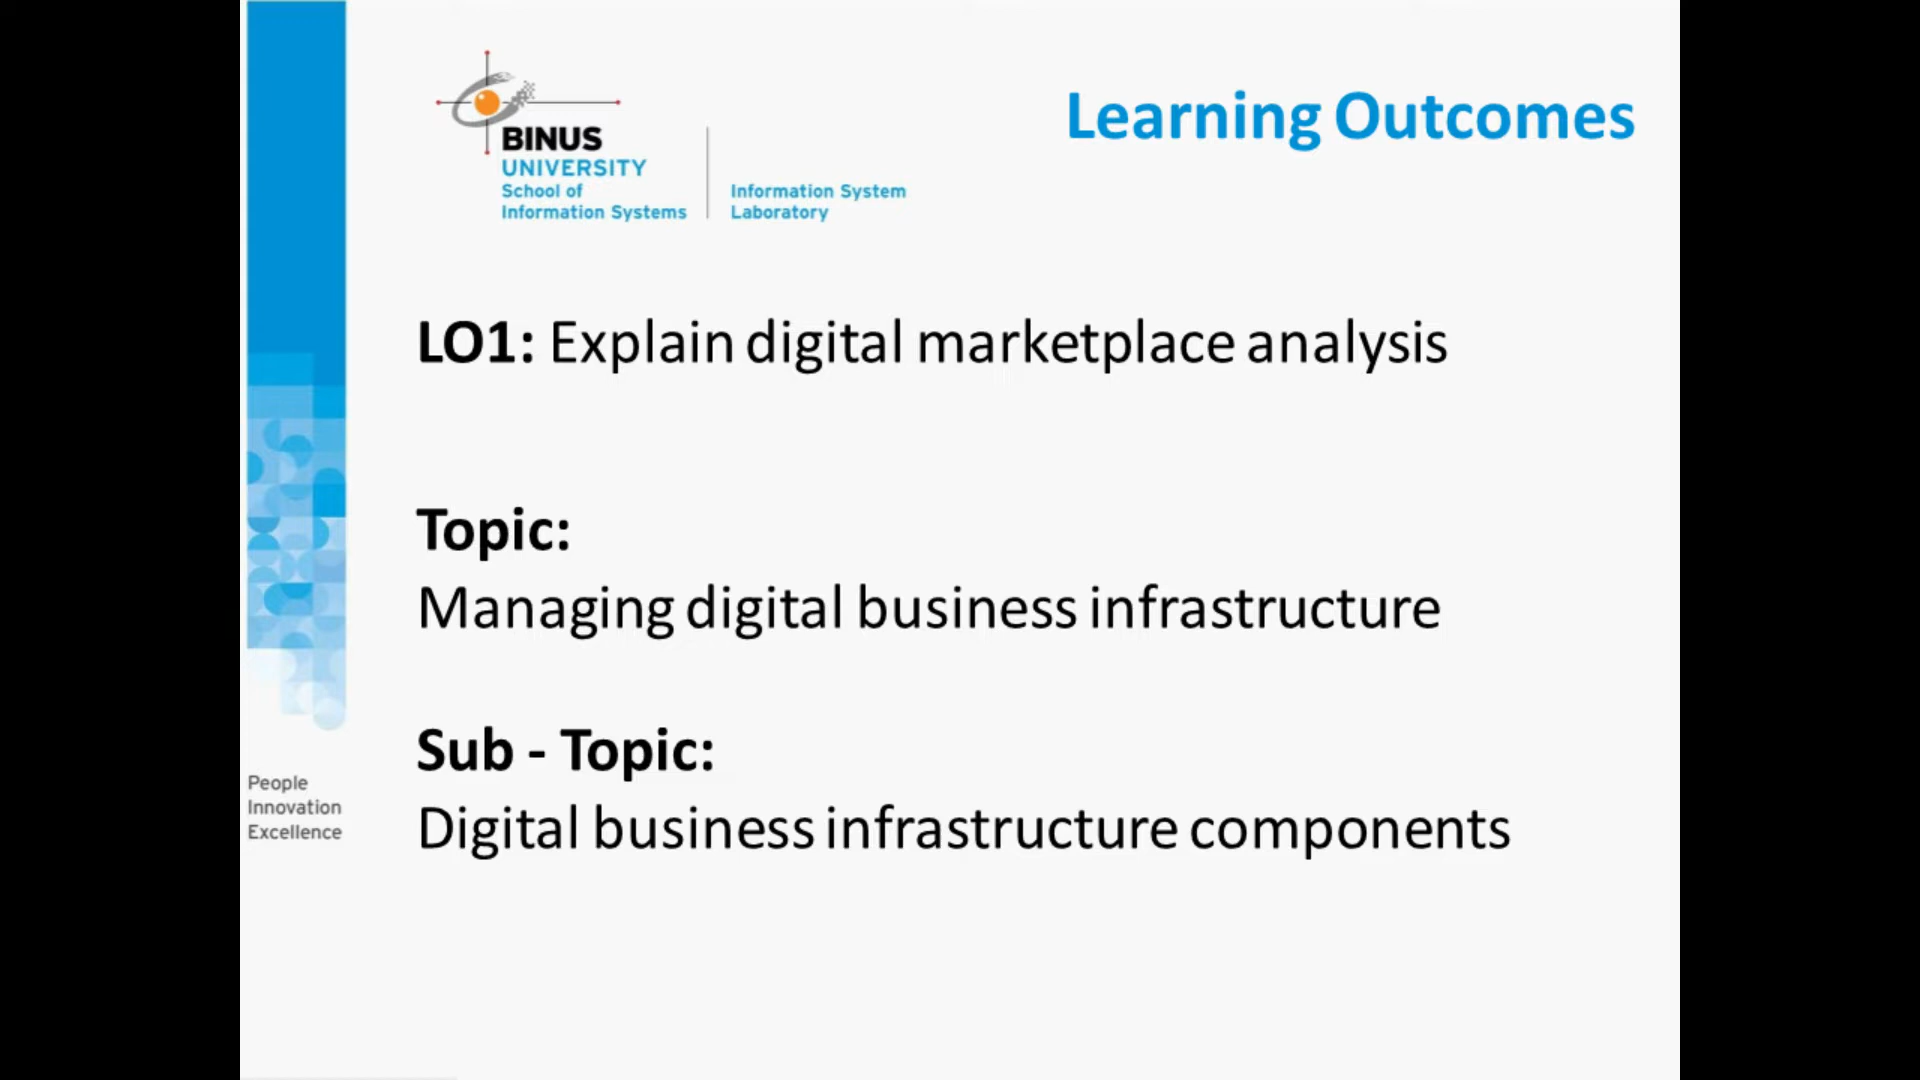 Learning Outcomes
BINUS
UNIVERSITY
School of
Information Systems
Information System
Laboratory
LO1: Explain digital marketplace analysis
Topic:
Managing digital business infrastructure
Sub - Topic:
Digital business infrastructure components
People
Innovation
Excellence